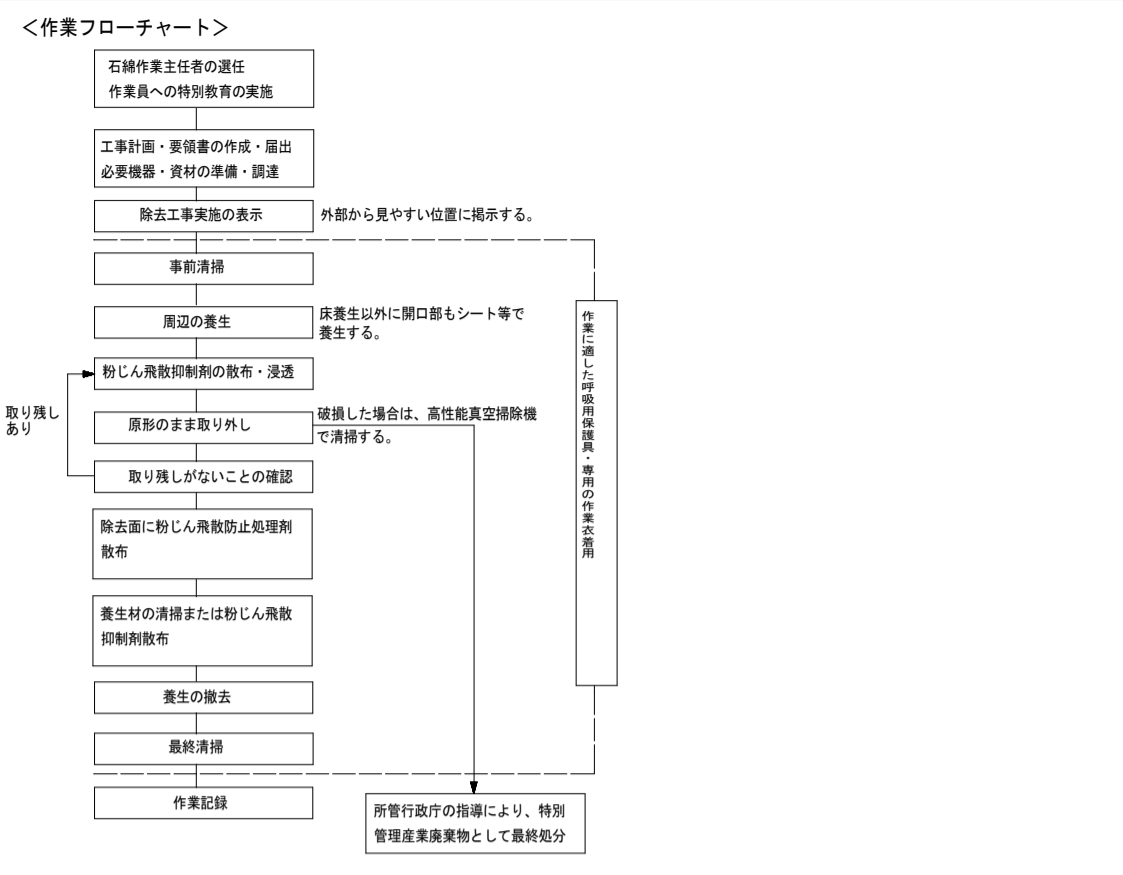 ＜作業フローチャート＞
石綿作業主任者の選任
作業員への特別教育の実施
工事計画・要領書の作成・届出
必要機器・資材の準備・調達
除去工事実施の表示
外部から見やすい位置に掲示する。
事前清掃
周辺の養生
床養生以外に開口部もシート等で
養生する。
粉じん飛散抑制剤の散布・浸透
取り残し
あり
原形のまま取り外し
破損した場合は、高性能真空掃除機
で清掃する。
取り残しがないことの確認
除去面に粉じん飛散防止処理剤
散布
養生材の清掃または粉じん飛散
抑制剤散布
養生の撤去
最終清掃
作業記録
作業に適した呼吸用保護具・専用の作業衣着用
所管行政庁の指導により、特別
管理産業廃棄物として最終処分